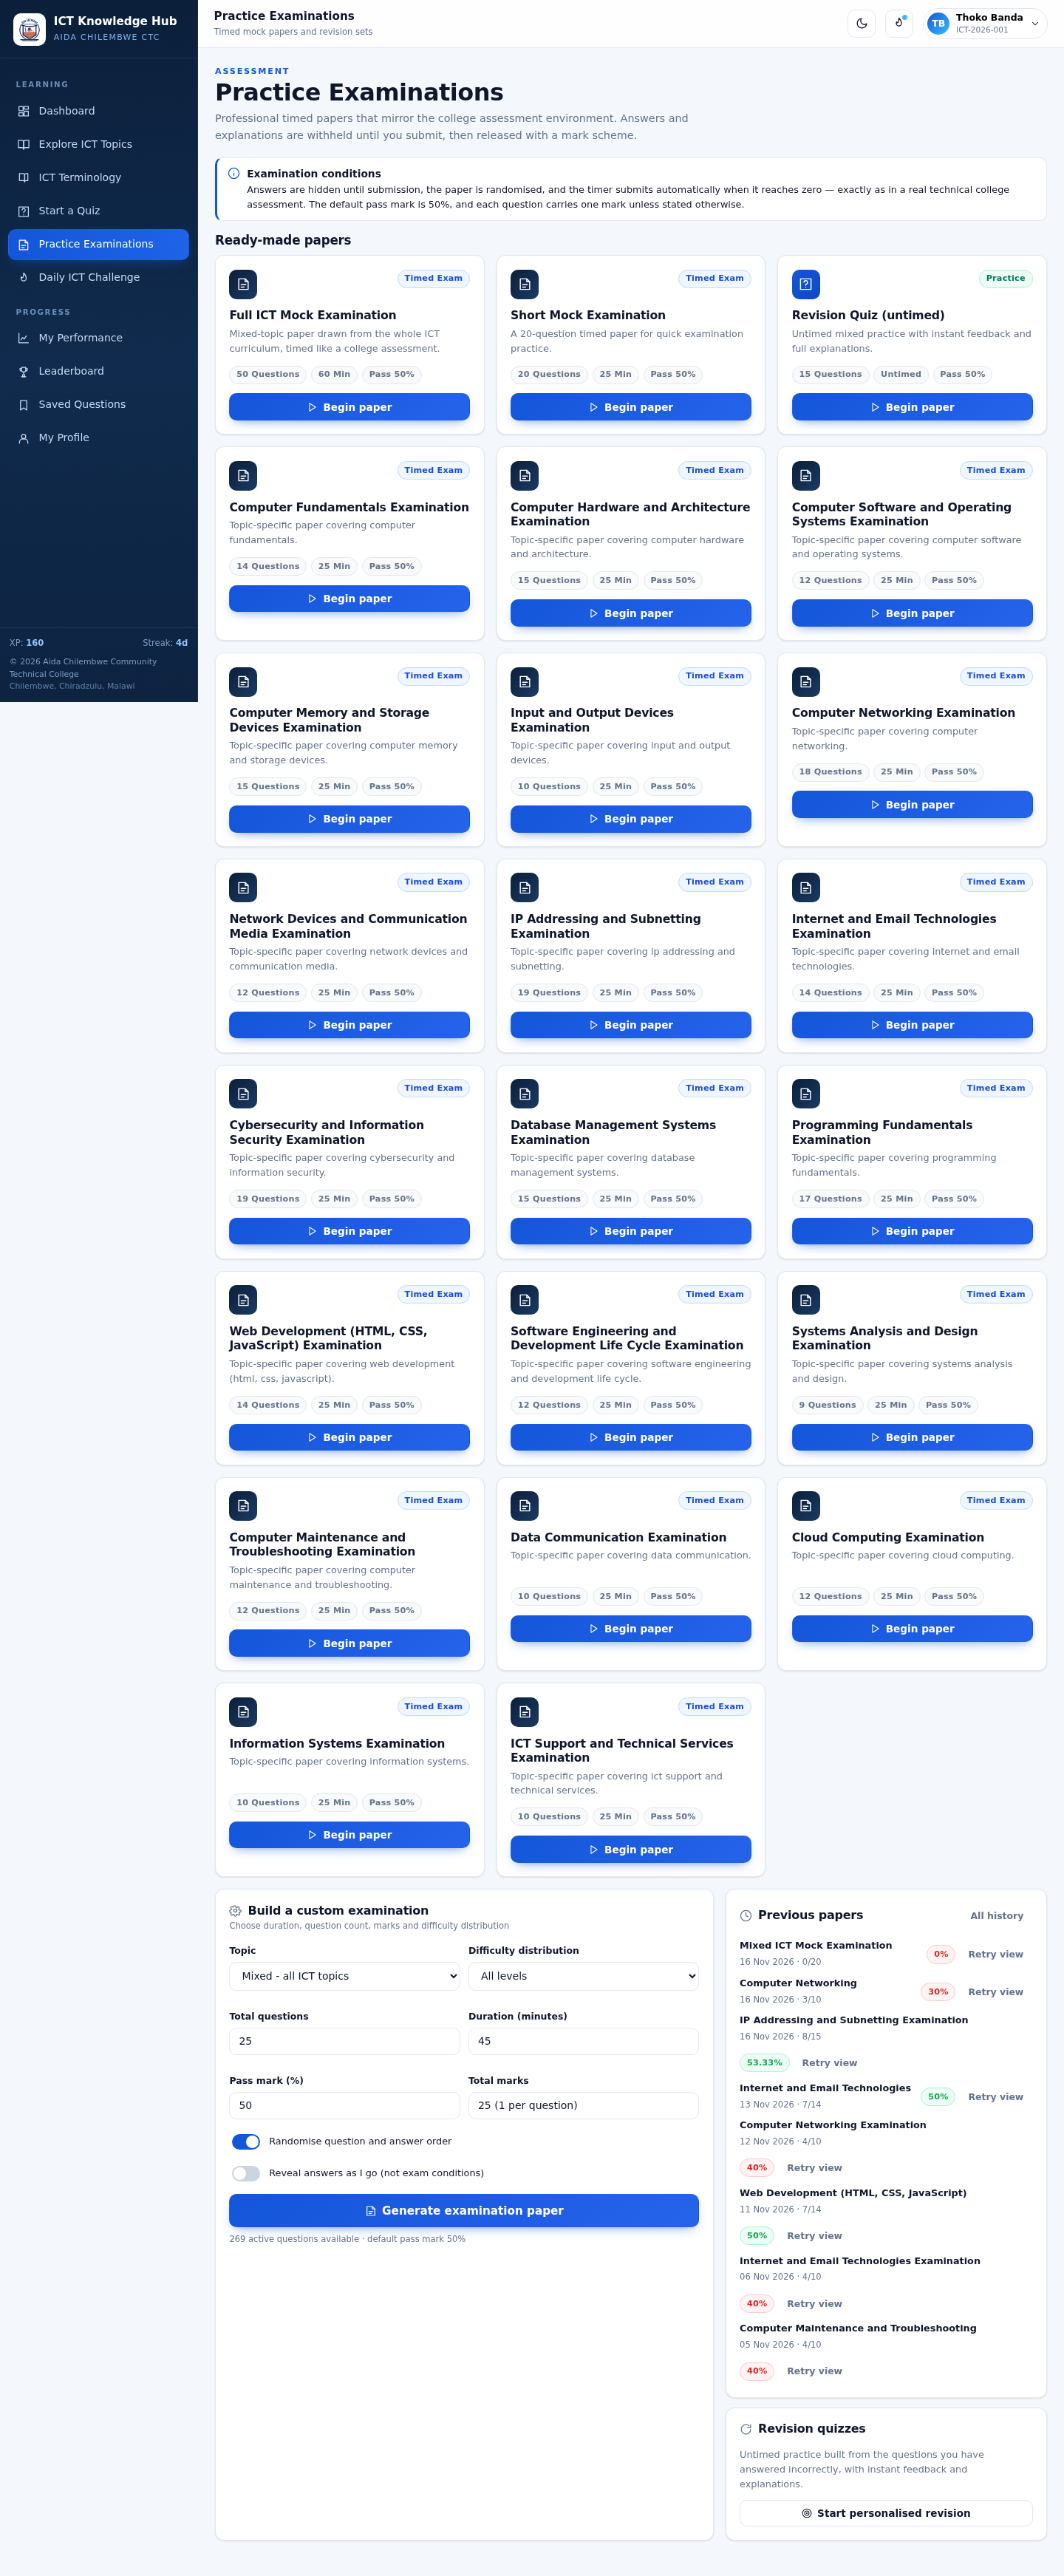 ICT Knowledge Hub
AIDA CHILEMBWE CTC
LEARNING
Dashboard
Explore ICT Topics
ICT Terminology
Start a Quiz
Practice Examinations
Daily ICT Challenge
PROGRESS
My Performance
Leaderboard
Saved Questions
My Profile
XP: 160
Streak: 4d
© 2026 Aida Chilembwe Community
Technical College
Chilembwe, Chiradzulu, Malawi
Practice Examinations
Timed mock papers and revision sets
TB
Thoko Banda
ICT-2026-001
ASSESSMENT
Practice Examinations
Professional timed papers that mirror the college assessment environment. Answers and
explanations are withheld until you submit, then released with a mark scheme.
Examination conditions
Answers are hidden until submission, the paper is randomised, and the timer submits automatically when it reaches zero — exactly as in a real technical college
assessment. The default pass mark is 50%, and each question carries one mark unless stated otherwise.
Ready-made papers
Timed Exam
Full ICT Mock Examination
Mixed-topic paper drawn from the whole ICT
curriculum, timed like a college assessment.
50 Questions 60 Min Pass 50%
Begin paper
Timed Exam
Short Mock Examination
A 20-question timed paper for quick examination
practice.
20 Questions 25 Min Pass 50%
Begin paper
Practice
Revision Quiz (untimed)
Untimed mixed practice with instant feedback and
full explanations.
15 Questions Untimed Pass 50%
Begin paper
Timed Exam
Computer Fundamentals Examination
Topic-specific paper covering computer
fundamentals.
14 Questions 25 Min Pass 50%
Begin paper
Timed Exam
Computer Hardware and Architecture
Examination
Topic-specific paper covering computer hardware
and architecture.
15 Questions 25 Min Pass 50%
Begin paper
Timed Exam
Computer Software and Operating
Systems Examination
Topic-specific paper covering computer software
and operating systems.
12 Questions 25 Min Pass 50%
Begin paper
Timed Exam
Computer Memory and Storage
Devices Examination
Topic-specific paper covering computer memory
and storage devices.
15 Questions 25 Min Pass 50%
Begin paper
Timed Exam
Input and Output Devices
Examination
Topic-specific paper covering input and output
devices.
10 Questions 25 Min Pass 50%
Begin paper
Timed Exam
Computer Networking Examination
Topic-specific paper covering computer
networking.
18 Questions 25 Min Pass 50%
Begin paper
Timed Exam
Network Devices and Communication
Media Examination
Topic-specific paper covering network devices and
communication media.
12 Questions 25 Min Pass 50%
Begin paper
Timed Exam
IP Addressing and Subnetting
Examination
Topic-specific paper covering ip addressing and
subnetting.
19 Questions 25 Min Pass 50%
Begin paper
Timed Exam
Internet and Email Technologies
Examination
Topic-specific paper covering internet and email
technologies.
14 Questions 25 Min Pass 50%
Begin paper
Timed Exam
Cybersecurity and Information
Security Examination
Topic-specific paper covering cybersecurity and
information security.
19 Questions 25 Min Pass 50%
Begin paper
Timed Exam
Database Management Systems
Examination
Topic-specific paper covering database
management systems.
15 Questions 25 Min Pass 50%
Begin paper
Timed Exam
Programming Fundamentals
Examination
Topic-specific paper covering programming
fundamentals.
17 Questions 25 Min Pass 50%
Begin paper
Timed Exam
Web Development (HTML, CSS,
JavaScript) Examination
Topic-specific paper covering web development
(html, css, javascript).
14 Questions 25 Min Pass 50%
Begin paper
Timed Exam
Software Engineering and
Development Life Cycle Examination
Topic-specific paper covering software engineering
and development life cycle.
12 Questions 25 Min Pass 50%
Begin paper
Timed Exam
Systems Analysis and Design
Examination
Topic-specific paper covering systems analysis
and design.
9 Questions 25 Min Pass 50%
Begin paper
Timed Exam
Computer Maintenance and
Troubleshooting Examination
Topic-specific paper covering computer
maintenance and troubleshooting.
12 Questions 25 Min Pass 50%
Begin paper
Timed Exam
Data Communication Examination
Topic-specific paper covering data communication.
10 Questions 25 Min Pass 50%
Begin paper
Timed Exam
Cloud Computing Examination
Topic-specific paper covering cloud computing.
12 Questions 25 Min Pass 50%
Begin paper
Timed Exam
Information Systems Examination
Topic-specific paper covering information systems.
10 Questions 25 Min Pass 50%
Begin paper
Timed Exam
ICT Support and Technical Services
Examination
Topic-specific paper covering ict support and
technical services.
10 Questions 25 Min Pass 50%
Begin paper
Build a custom examination
Choose duration, question count, marks and difficulty distribution
Topic
Mixed - all ICT topics
Difficulty distribution
All levels
Total questions
25
Duration (minutes)
45
Pass mark (%)
50
Total marks
25 (1 per question)
Randomise question and answer order
Reveal answers as I go (not exam conditions)
Generate examination paper
269 active questions available · default pass mark 50%
Previous papers
All history
Mixed ICT Mock Examination
16 Nov 2026 · 0/20
0% Retry view
Computer Networking
16 Nov 2026 · 3/10
30% Retry view
IP Addressing and Subnetting Examination
16 Nov 2026 · 8/15
53.33% Retry view
Internet and Email Technologies
13 Nov 2026 · 7/14
50% Retry view
Computer Networking Examination
12 Nov 2026 · 4/10
40% Retry view
Web Development (HTML, CSS, JavaScript)
11 Nov 2026 · 7/14
50% Retry view
Internet and Email Technologies Examination
06 Nov 2026 · 4/10
40% Retry view
Computer Maintenance and Troubleshooting
05 Nov 2026 · 4/10
40% Retry view
Revision quizzes
Untimed practice built from the questions you have
answered incorrectly, with instant feedback and
explanations.
Start personalised revision